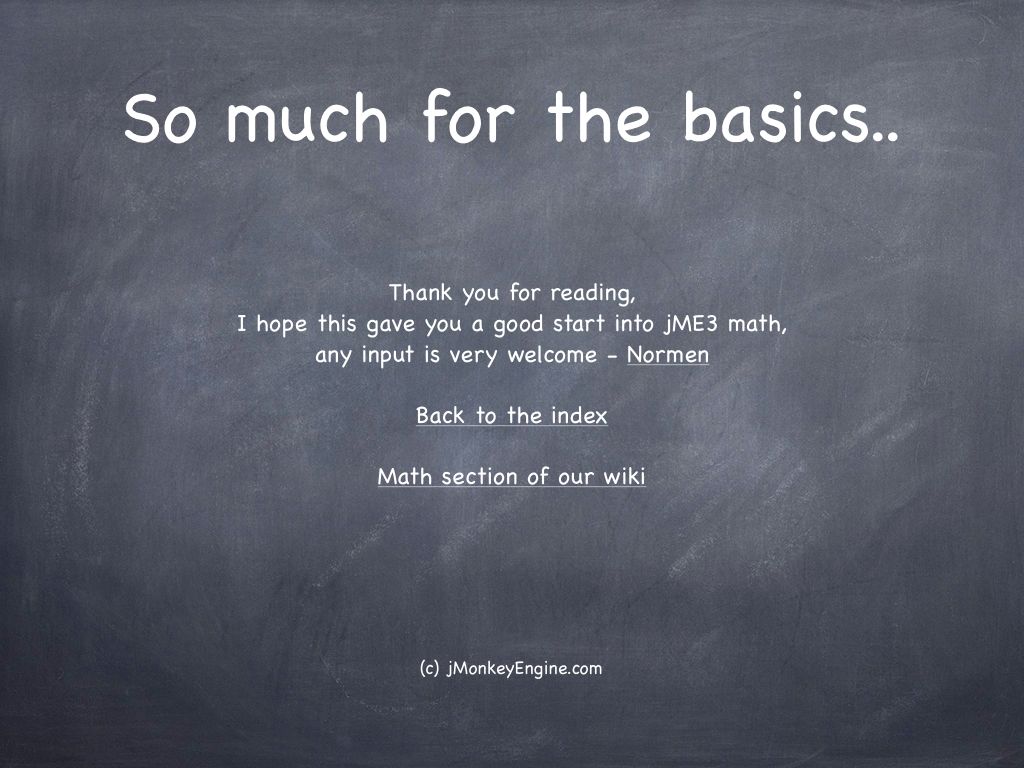 So much for the basics..
Thank you for reading,
I hope this gave you a good start into jME3 math,
any input is very welcome - Normen
Back to the index
Math section of our wiki
(c) jMonkeyEngine.com